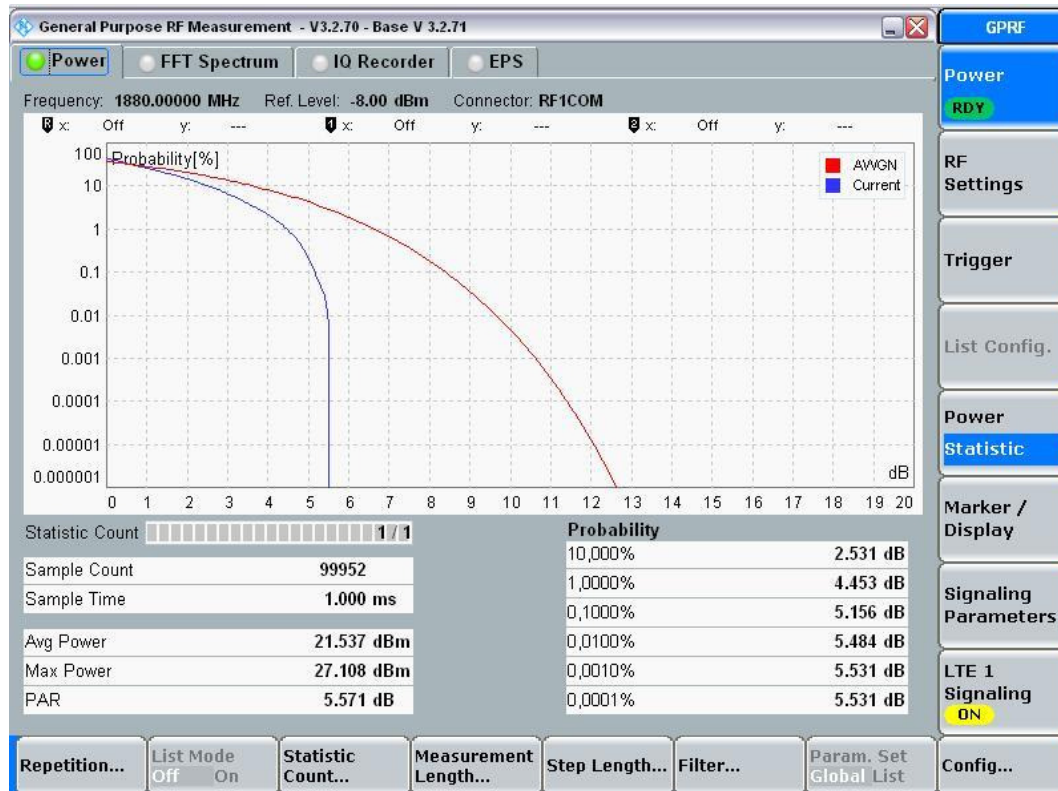 General Purpose RF Measurement - V3.2.70 - Base V 3.2.71
GPRF
Power FFT Spectrum IQ Recorder EPS
Frequency: 1880.00000 MHz Ref. Level: -8.00 dBm Connector: RF1COM
R x: Off y: --- 1 x: Off y: --- 2 x: Off y: ---
Probability[%]
AWGN
Current
100
10
1
0.1
0.01
0.001
0.0001
0.00001
0.000001
dB
0 1 2 3 4 5 6 7 8 9 10 11 12 13 14 15 16 17 18 19 20
Statistic Count 1 / 1
Sample Count 99952
Sample Time 1.000 ms
Avg Power 21.537 dBm
Max Power 27.108 dBm
PAR 5.571 dB
Probability
10,000% 2.531 dB
1,0000% 4.453 dB
0,1000% 5.156 dB
0,0100% 5.484 dB
0,0010% 5.531 dB
0,0001% 5.531 dB
Power
RDY
RF
Settings
Trigger
List Config.
Power
Statistic
Marker /
Display
Signaling
Parameters
LTE 1
Signaling
ON
Repetition...
List Mode
Off On
Statistic
Count...
Measurement
Length...
Step Length...
Filter...
Param. Set
Global List
Config...